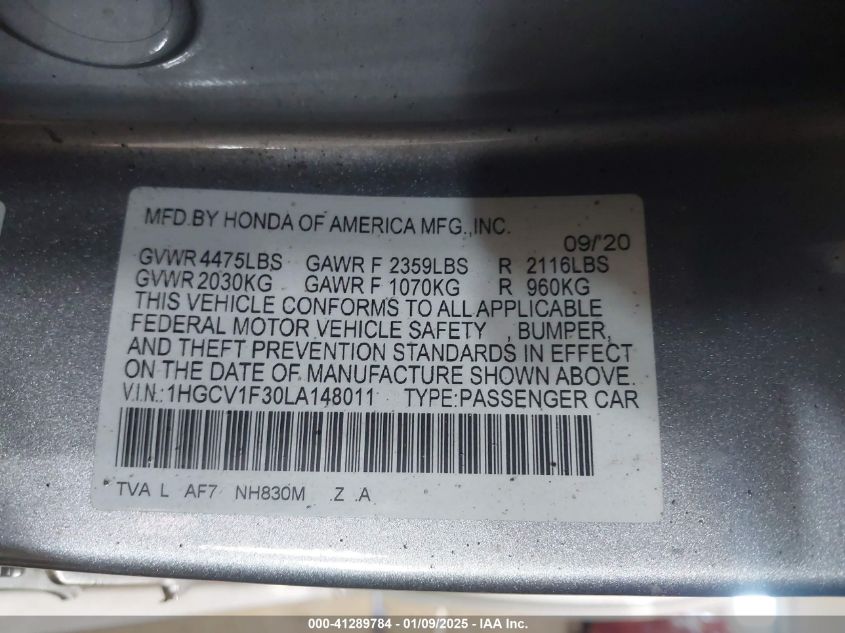 MFD.BY HONDA OF AMERICA MFG.,INC.
09/'20
GVWR 4475LBS GAWR F 2359LBS R 2116LBS
GVWR 2030KG GAWR F 1070KG R 960KG
THIS VEHICLE CONFORMS TO ALL APPLICABLE
FEDERAL MOTOR VEHICLE SAFETY , BUMPER,
AND THEFT PREVENTION STANDARDS IN EFFECT
ON THE DATE OF MANUFACTURE SHOWN ABOVE.
V.I.N.:1HGCV1F30LA148011 TYPE:PASSENGER CAR
TVA L AF7 NH830M .Z .A
000-41289784 - 01/09/2025 - IAA Inc.